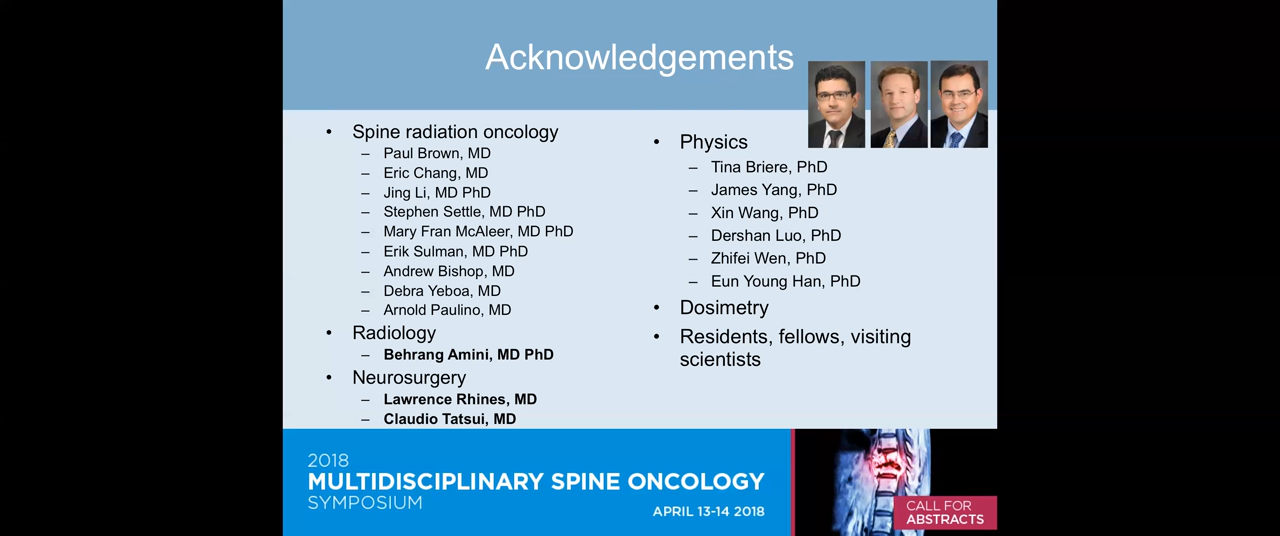 Acknowledgements
• Spine radiation oncology
– Paul Brown, MD
– Eric Chang, MD
– Jing Li, MD PhD
– Stephen Settle, MD PhD
– Mary Fran McAleer, MD PhD
– Erik Sulman, MD PhD
– Andrew Bishop, MD
– Debra Yeboa, MD
– Arnold Paulino, MD
• Radiology
– Behrang Amini, MD PhD
• Neurosurgery
– Lawrence Rhines, MD
– Claudio Tatsui, MD
• Physics
– Tina Briere, PhD
– James Yang, PhD
– Xin Wang, PhD
– Dershan Luo, PhD
– Zhifei Wen, PhD
– Eun Young Han, PhD
• Dosimetry
• Residents, fellows, visiting
scientists
2018
MULTIDISCIPLINARY SPINE ONCOLOGY
SYMPOSIUM
APRIL 13-14 2018
CALL FOR
ABSTRACTS